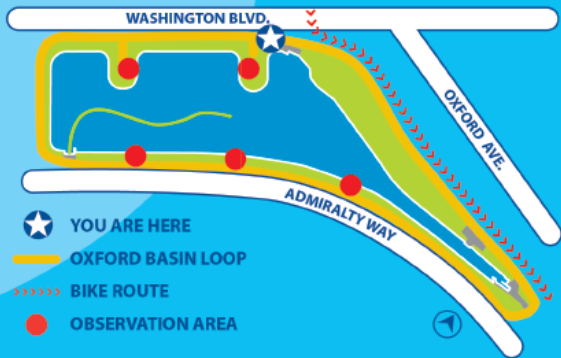 WASHINGTON BLVD.
OXFORD AVE.
ADMIRALTY WAY
YOU ARE HERE
OXFORD BASIN LOOP
BIKE ROUTE
OBSERVATION AREA